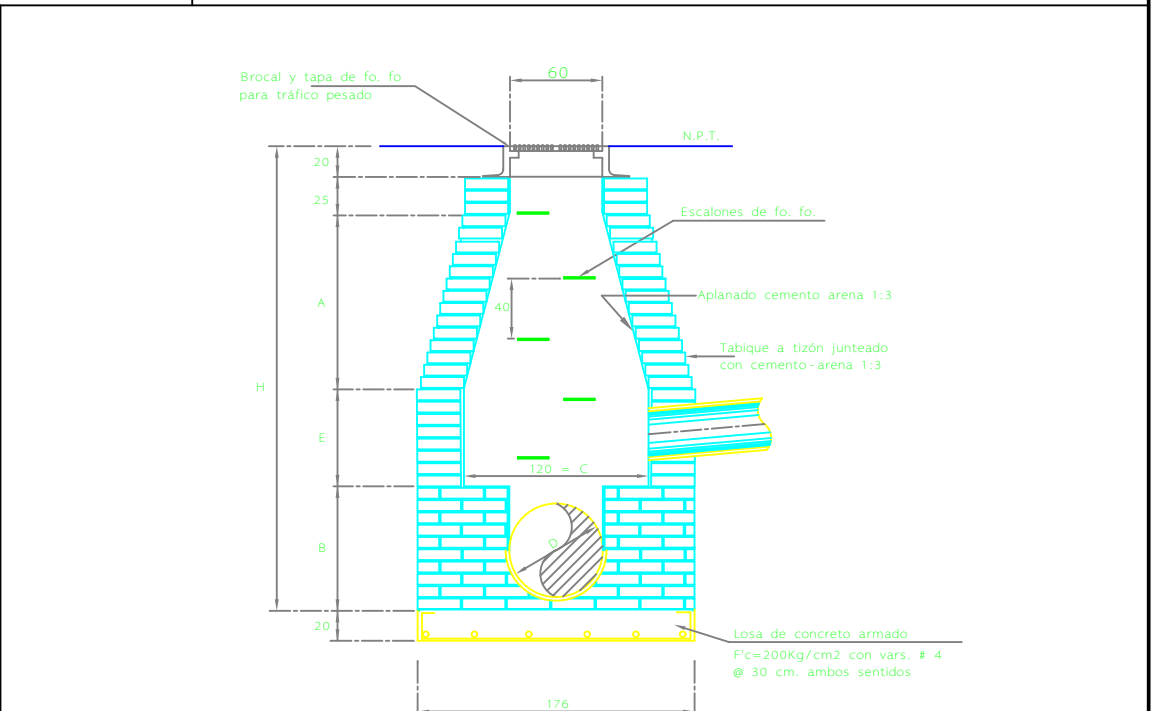 60
Brocal y tapa de fo. fo
para tráfico pesado
N.P.T.
20
25
Escalones de fo. fo.
A
40
Aplanado cemento arena 1:3
Tabique a tizón junteado
con cemento-arena 1:3
H
E
120 = C
B
D
20
Losa de concreto armado
F'c=200Kg/cm2 con vars. # 4
@ 30 cm. ambos sentidos
176